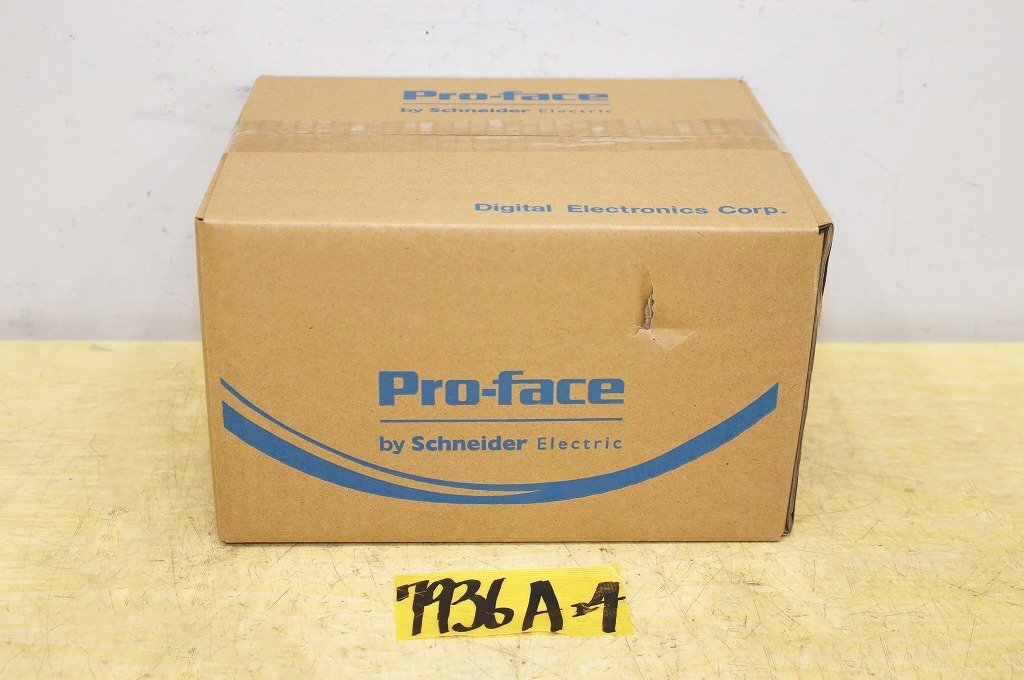 Pro-face
by Schneider Electric
Digital Electronics Corp.
Pro-face
by Schneider Electric
7936A-4